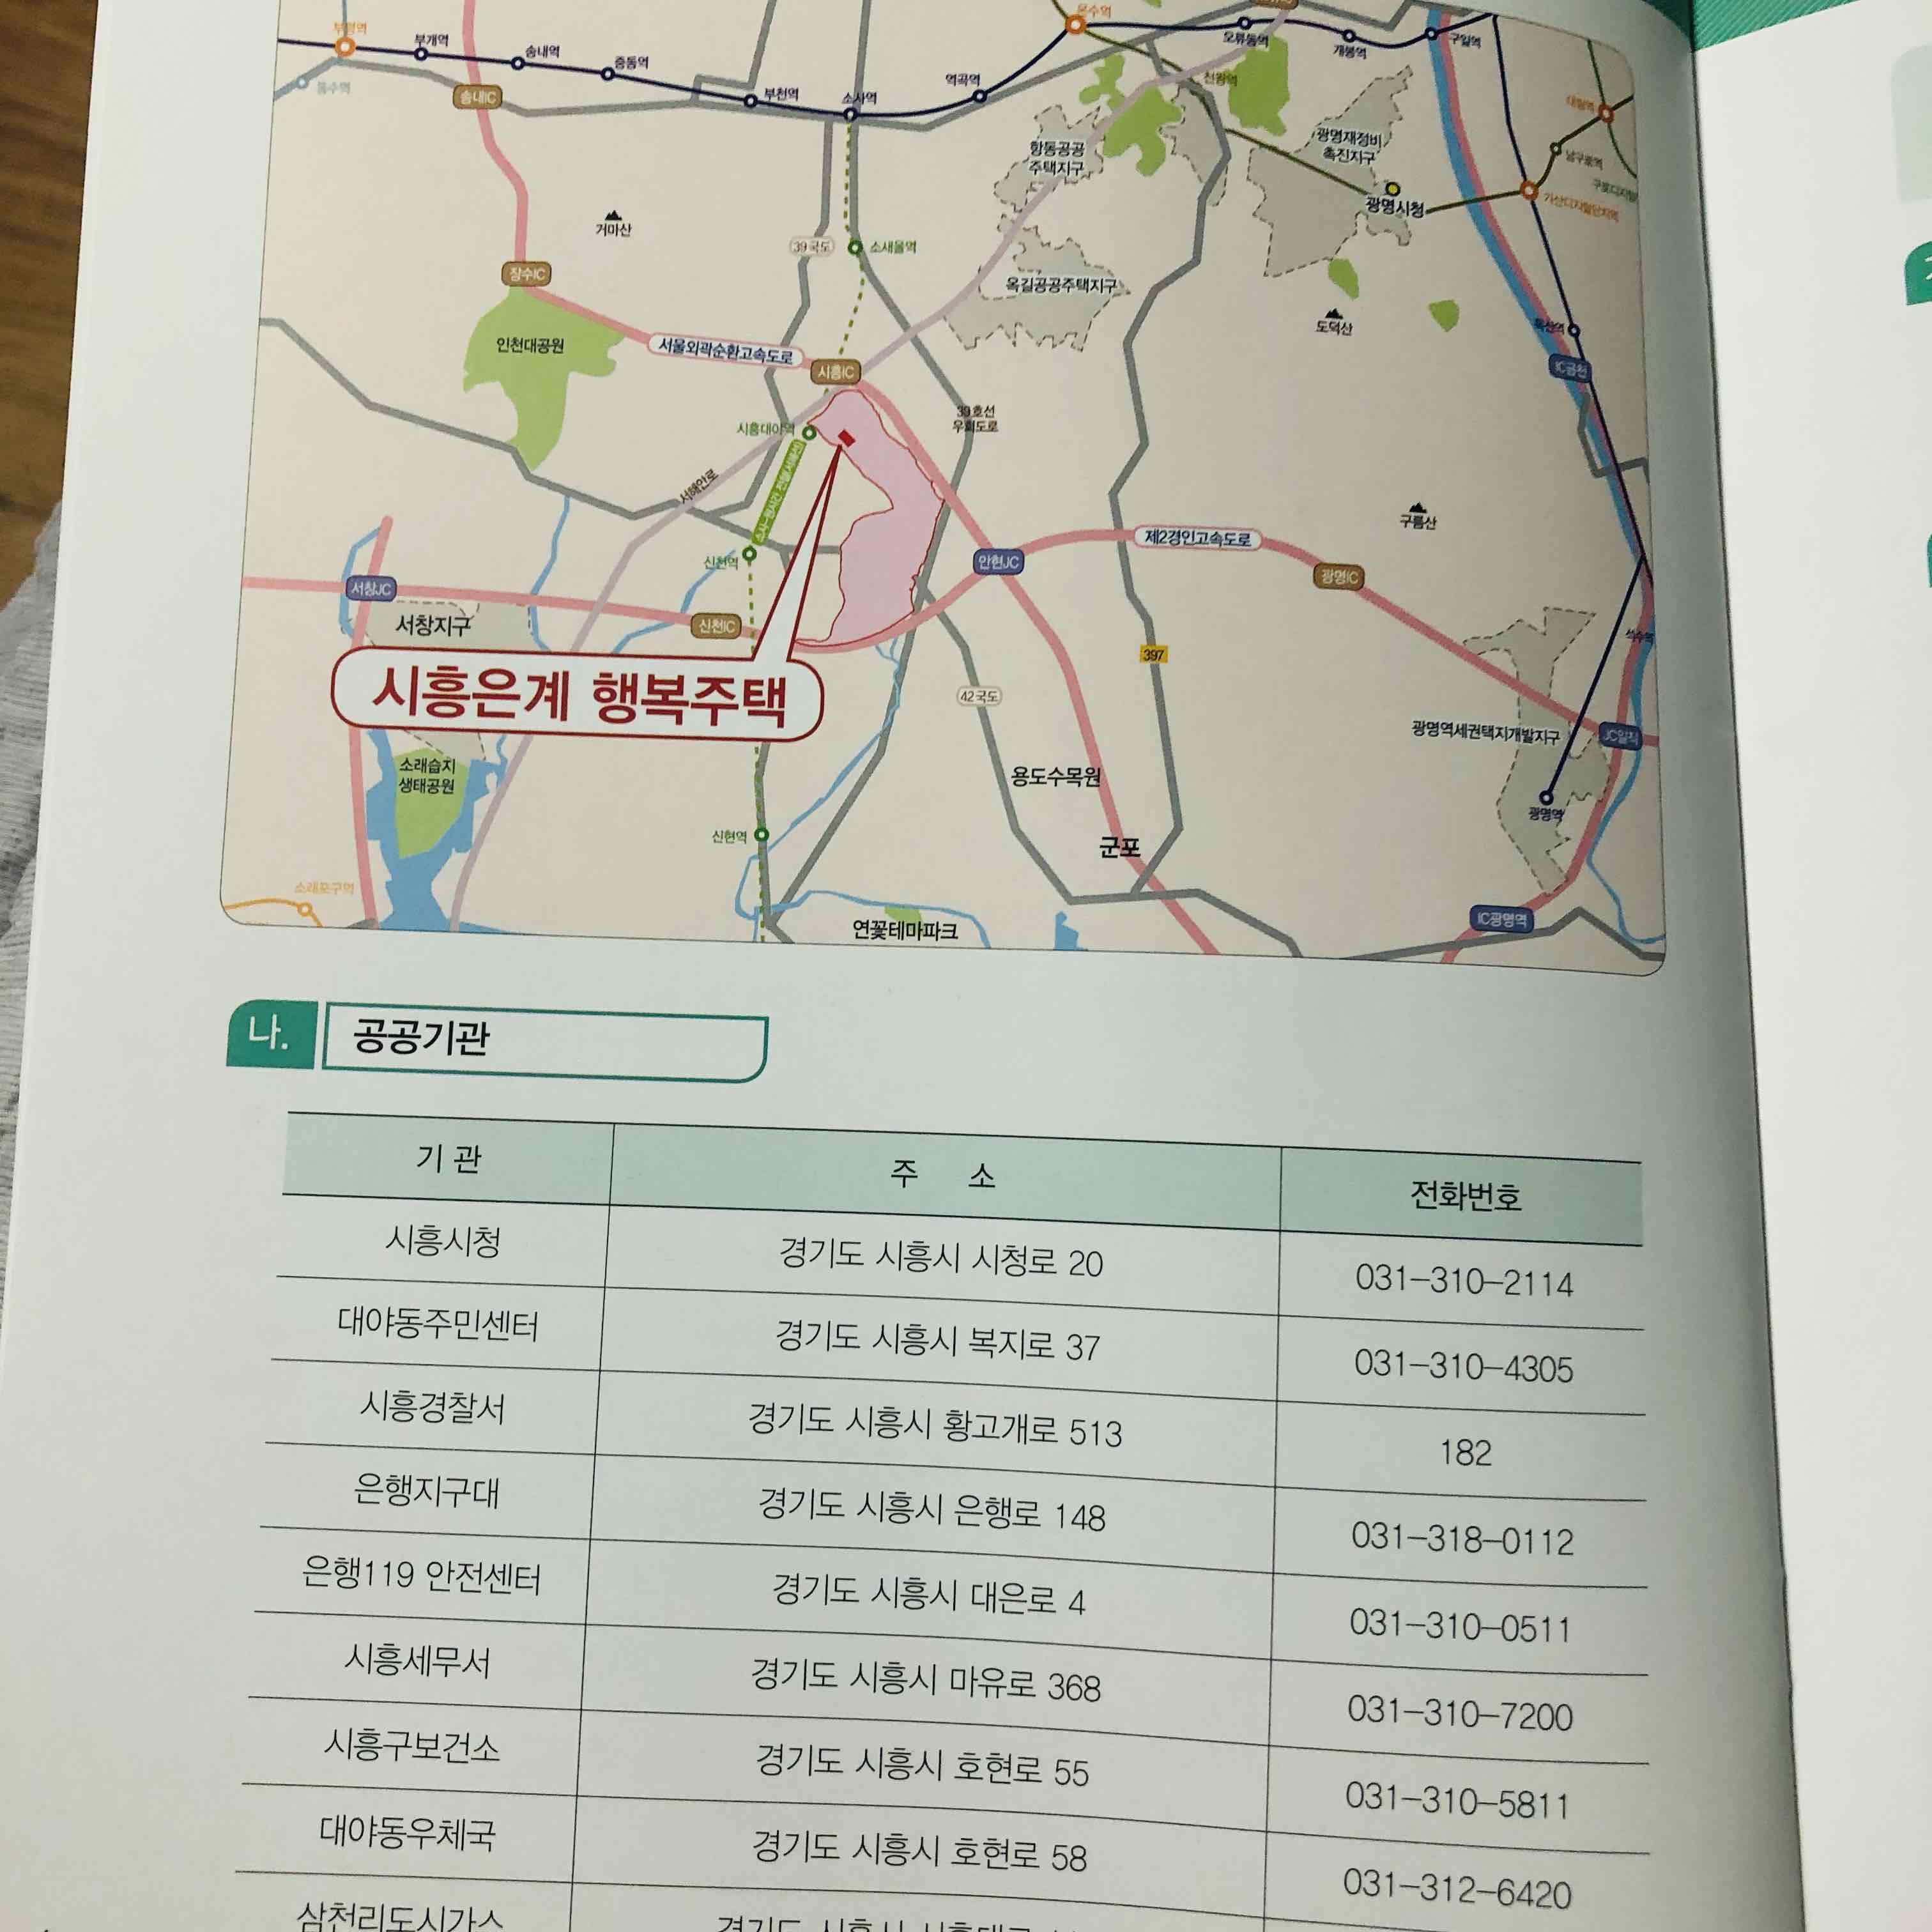 부평역
부개역
송내역
중동역
부천역
소사역
역곡역
온수역
오류동역
개봉역
구일역
송내IC
천왕역
대림역
남구로역
항동공공
주택지구
광명재정비
촉진지구
광명시청
가산디지털단지역
거마산
39국도
소새울역
장수IC
옥길공공주택지구
도덕산
인천대공원
서울외곽순환고속도로
시흥IC
IC금천
시흥대야역
39호선
우회도로
서해안로
구름산
신천역
안현JC
제2경인고속도로
광명IC
서창JC
서창지구
신천IC
석수역
397
시흥은계 행복주택
42국도
광명역세권택지개발지구
JC일직
소래습지
생태공원
용도수목원
광명역
신현역
군포
소래포구역
IC광명역
연꽃테마파크
나. 공공기관
기 관 주 소 전화번호
시흥시청 경기도 시흥시 시청로 20 031-310-2114
대야동주민센터 경기도 시흥시 복지로 37 031-310-4305
시흥경찰서 경기도 시흥시 황고개로 513 182
은행지구대 경기도 시흥시 은행로 148 031-318-0112
은행119 안전센터 경기도 시흥시 대은로 4 031-310-0511
시흥세무서 경기도 시흥시 마유로 368 031-310-7200
시흥구보건소 경기도 시흥시 호현로 55 031-310-5811
대야동우체국 경기도 시흥시 호현로 58 031-312-6420
삼천리도시가스 경기도 시흥시